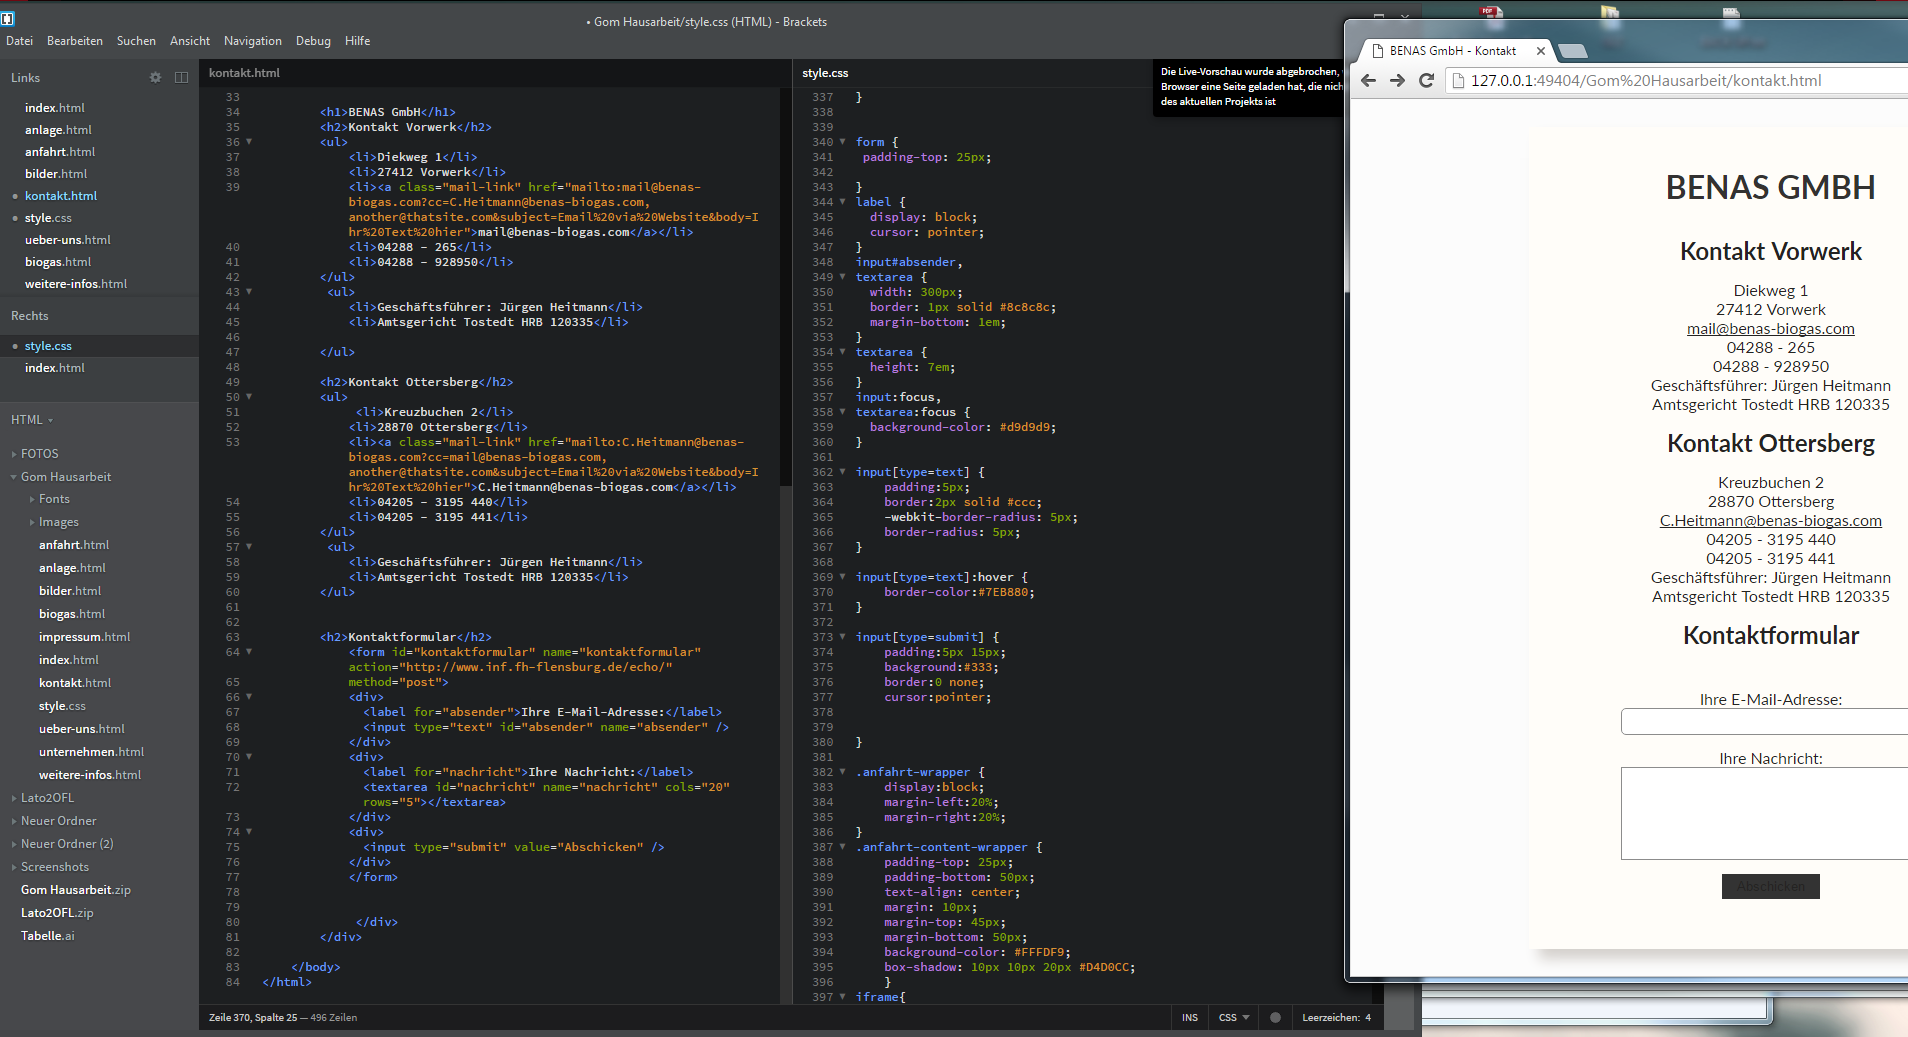 • Gom Hausarbeit/style.css (HTML) - Brackets
Datei Bearbeiten Suchen Ansicht Navigation Debug Hilfe
Links
index.html
anlage.html
anfahrt.html
bilder.html
• kontakt.html
• style.css
ueber-uns.html
biogas.html
weitere-infos.html
Rechts
• style.css
index.html
HTML
FOTOS
Gom Hausarbeit
Fonts
Images
anfahrt.html
anlage.html
bilder.html
biogas.html
impressum.html
index.html
kontakt.html
style.css
ueber-uns.html
unternehmen.html
weitere-infos.html
Lato2OFL
Neuer Ordner
Neuer Ordner (2)
Screenshots
Gom Hausarbeit.zip
Lato2OFL.zip
Tabelle.ai
kontakt.html
33
34 <h1>BENAS GmbH</h1>
35 <h2>Kontakt Vorwerk</h2>
36 <ul>
37 <li>Diekweg 1</li>
38 <li>27412 Vorwerk</li>
39 <li><a class="mail-link" href="mailto:mail@benas-
biogas.com?cc=C.Heitmann@benas-biogas.com,
another@thatsite.com&subject=Email%20via%20Website&body=I
hr%20Text%20hier">mail@benas-biogas.com</a></li>
40 <li>04288 - 265</li>
41 <li>04288 - 928950</li>
42 </ul>
43 <ul>
44 <li>Geschäftsführer: Jürgen Heitmann</li>
45 <li>Amtsgericht Tostedt HRB 120335</li>
46
47 </ul>
48
49 <h2>Kontakt Ottersberg</h2>
50 <ul>
51 <li>Kreuzbuchen 2</li>
52 <li>28870 Ottersberg</li>
53 <li><a class="mail-link" href="mailto:C.Heitmann@benas-
biogas.com?cc=mail@benas-biogas.com,
another@thatsite.com&subject=Email%20via%20Website&body=I
hr%20Text%20hier">C.Heitmann@benas-biogas.com</a></li>
54 <li>04205 - 3195 440</li>
55 <li>04205 - 3195 441</li>
56 </ul>
57 <ul>
58 <li>Geschäftsführer: Jürgen Heitmann</li>
59 <li>Amtsgericht Tostedt HRB 120335</li>
60 </ul>
61
62
63 <h2>Kontaktformular</h2>
64 <form id="kontaktformular" name="kontaktformular"
action="http://www.inf.fh-flensburg.de/echo/"
65 method="post">
66 <div>
67 <label for="absender">Ihre E-Mail-Adresse:</label>
68 <input type="text" id="absender" name="absender" />
69 </div>
70 <div>
71 <label for="nachricht">Ihre Nachricht:</label>
72 <textarea id="nachricht" name="nachricht" cols="20"
rows="5"></textarea>
73 </div>
74 <div>
75 <input type="submit" value="Abschicken" />
76 </div>
77 </form>
78
79
80 </div>
81 </div>
82
83 </body>
84 </html>
style.css
337 }
338
339
340 form {
341 padding-top: 25px;
342
343 }
344 label {
345 display: block;
346 cursor: pointer;
347 }
348 input#absender,
349 textarea {
350 width: 300px;
351 border: 1px solid #8c8c8c;
352 margin-bottom: 1em;
353 }
354 textarea {
355 height: 7em;
356 }
357 input:focus,
358 textarea:focus {
359 background-color: #d9d9d9;
360 }
361
362 input[type=text] {
363 padding:5px;
364 border:2px solid #ccc;
365 -webkit-border-radius: 5px;
366 border-radius: 5px;
367 }
368
369 input[type=text]:hover {
370 border-color:#7EB880;
371 }
372
373 input[type=submit] {
374 padding:5px 15px;
375 background:#333;
376 border:0 none;
377 cursor:pointer;
378
379
380 }
381
382 .anfahrt-wrapper {
383 display:block;
384 margin-left:20%;
385 margin-right:20%;
386 }
387 .anfahrt-content-wrapper {
388 padding-top: 25px;
389 padding-bottom: 50px;
390 text-align: center;
391 margin: 10px;
392 margin-top: 45px;
393 margin-bottom: 50px;
394 background-color: #FFFDF9;
395 box-shadow: 10px 10px 20px #D4D0CC;
396 }
397 iframe{
Die Live-Vorschau wurde abgebrochen,
Browser eine Seite geladen hat, die nich
des aktuellen Projekts ist
Zeile 370, Spalte 25 — 496 Zeilen
INS CSS Leerzeichen: 4
PDF
BENAS GmbH - Kontakt
127.0.0.1:49404/Gom%20Hausarbeit/kontakt.html
BENAS GMBH
Kontakt Vorwerk
Diekweg 1
27412 Vorwerk
mail@benas-biogas.com
04288 - 265
04288 - 928950
Geschäftsführer: Jürgen Heitmann
Amtsgericht Tostedt HRB 120335
Kontakt Ottersberg
Kreuzbuchen 2
28870 Ottersberg
C.Heitmann@benas-biogas.com
04205 - 3195 440
04205 - 3195 441
Geschäftsführer: Jürgen Heitmann
Amtsgericht Tostedt HRB 120335
Kontaktformular
Ihre E-Mail-Adresse:
Ihre Nachricht:
Abschicken